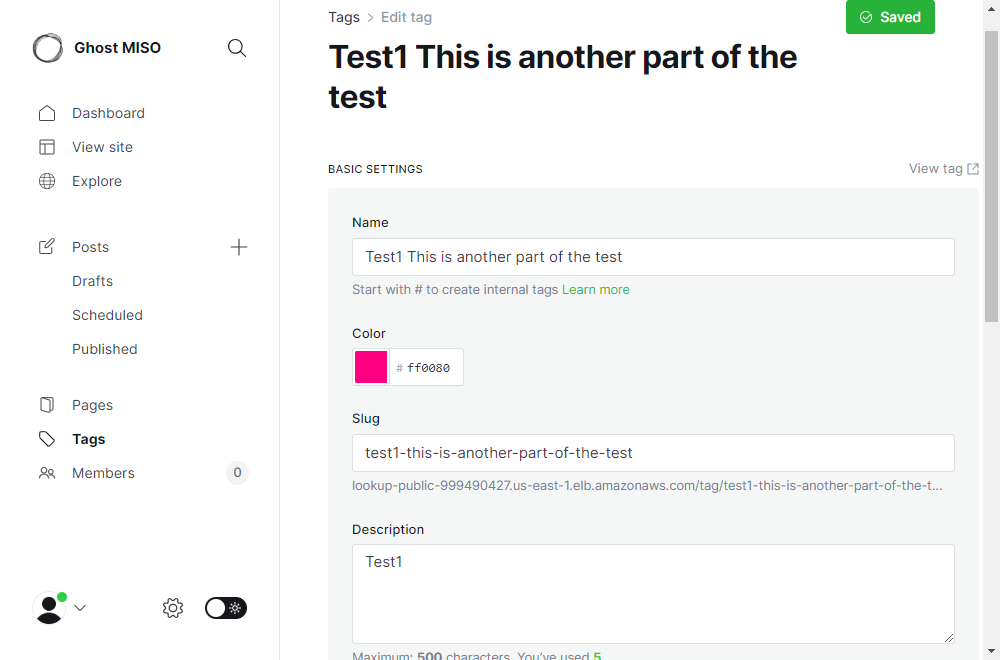 Ghost MISO
Dashboard
View site
Explore
Posts
Drafts
Scheduled
Published
Pages
Tags
Members 0
Tags > Edit tag
Saved
Test1 This is another part of the
test
BASIC SETTINGS
View tag
Name
Test1 This is another part of the test
Start with # to create internal tags Learn more
Color
# ff0080
Slug
test1-this-is-another-part-of-the-test
lookup-public-999490427.us-east-1.elb.amazonaws.com/tag/test1-this-is-another-part-of-the-t...
Description
Test1
Maximum: 500 characters. You've used 5